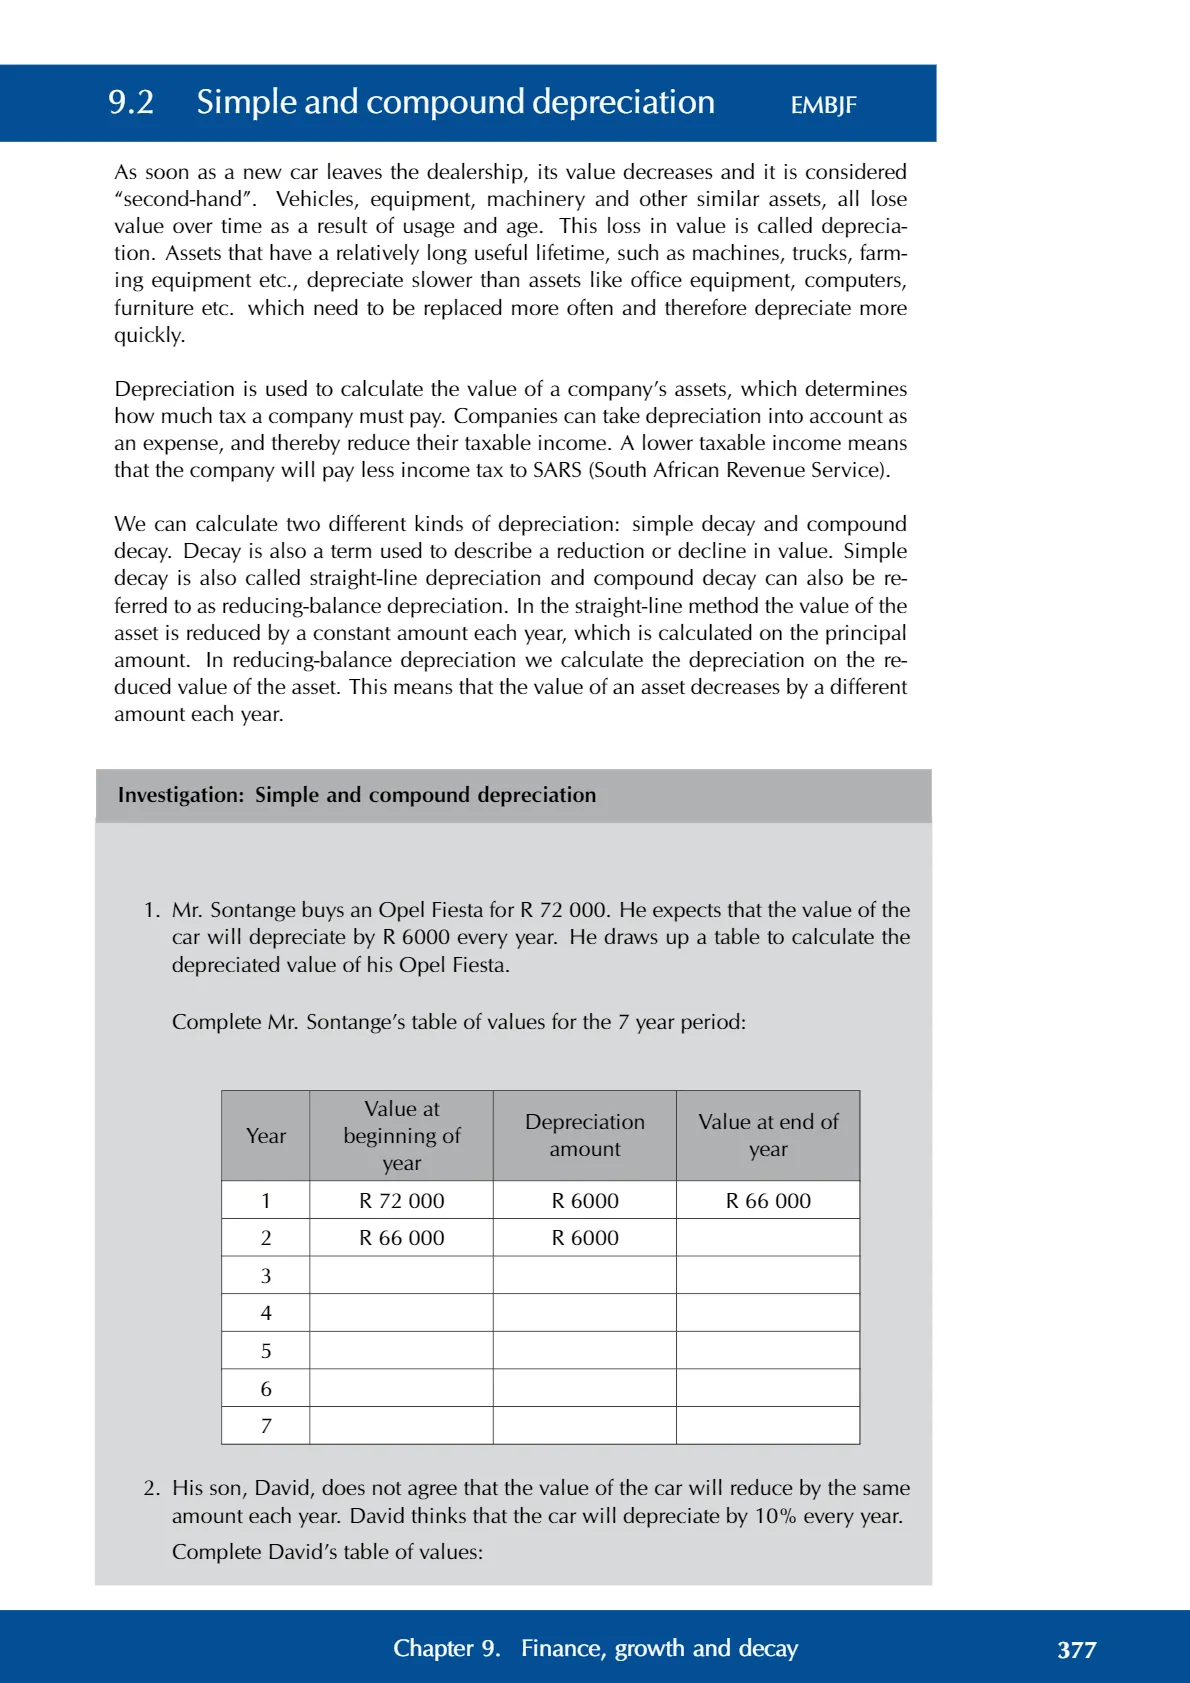 9.2 Simple and compound depreciation EMBJF
As soon as a new car leaves the dealership, its value decreases and it is considered
“second-hand”. Vehicles, equipment, machinery and other similar assets, all lose
value over time as a result of usage and age. This loss in value is called deprecia-
tion. Assets that have a relatively long useful lifetime, such as machines, trucks, farm-
ing equipment etc., depreciate slower than assets like office equipment, computers,
furniture etc. which need to be replaced more often and therefore depreciate more
quickly.
Depreciation is used to calculate the value of a company’s assets, which determines
how much tax a company must pay. Companies can take depreciation into account as
an expense, and thereby reduce their taxable income. A lower taxable income means
that the company will pay less income tax to SARS (South African Revenue Service).
We can calculate two different kinds of depreciation: simple decay and compound
decay. Decay is also a term used to describe a reduction or decline in value. Simple
decay is also called straight-line depreciation and compound decay can also be re-
ferred to as reducing-balance depreciation. In the straight-line method the value of the
asset is reduced by a constant amount each year, which is calculated on the principal
amount. In reducing-balance depreciation we calculate the depreciation on the re-
duced value of the asset. This means that the value of an asset decreases by a different
amount each year.
Investigation: Simple and compound depreciation
1. Mr. Sontange buys an Opel Fiesta for R 72 000. He expects that the value of the
car will depreciate by R 6000 every year. He draws up a table to calculate the
depreciated value of his Opel Fiesta.
Complete Mr. Sontange’s table of values for the 7 year period:
Year
Value at
beginning of
year
Depreciation
amount
Value at end of
year
1 R 72 000 R 6000 R 66 000
2 R 66 000 R 6000
3
4
5
6
7
2. His son, David, does not agree that the value of the car will reduce by the same
amount each year. David thinks that the car will depreciate by 10% every year.
Complete David’s table of values:
Chapter 9. Finance, growth and decay 377